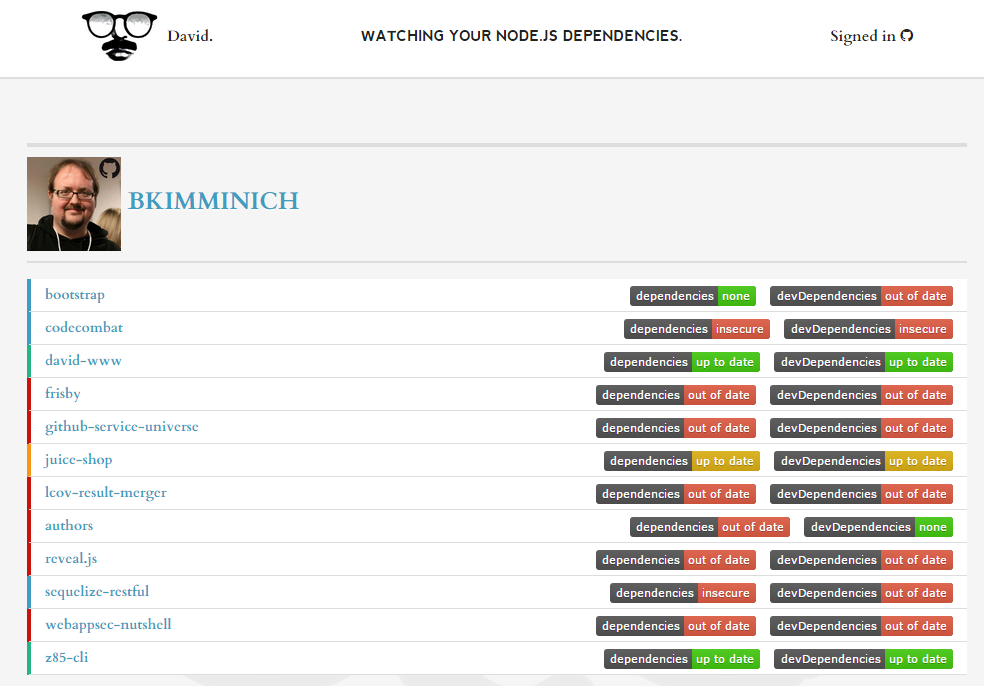 David. WATCHING YOUR NODE.JS DEPENDENCIES. Signed in
BKIMMINICH
bootstrap dependencies none devDependencies out of date
codecombat dependencies insecure devDependencies insecure
david-www dependencies up to date devDependencies up to date
frisby dependencies out of date devDependencies out of date
github-service-universe dependencies out of date devDependencies out of date
juice-shop dependencies up to date devDependencies up to date
lcov-result-merger dependencies out of date devDependencies out of date
authors dependencies out of date devDependencies none
reveal.js dependencies out of date devDependencies out of date
sequelize-restful dependencies insecure devDependencies out of date
webappsec-nutshell dependencies out of date devDependencies out of date
z85-cli dependencies up to date devDependencies up to date